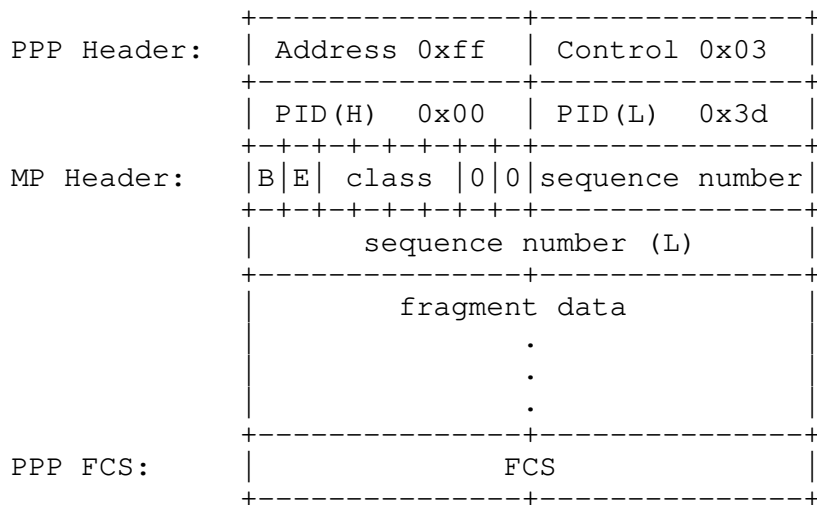 PPP Header: | Address 0xff | Control 0x03 |
| PID(H) 0x00 | PID(L) 0x3d |
MP Header: |B|E| class |0|0|sequence number|
| sequence number (L) |
| fragment data |
| . |
| . |
| . |
PPP FCS: | FCS |